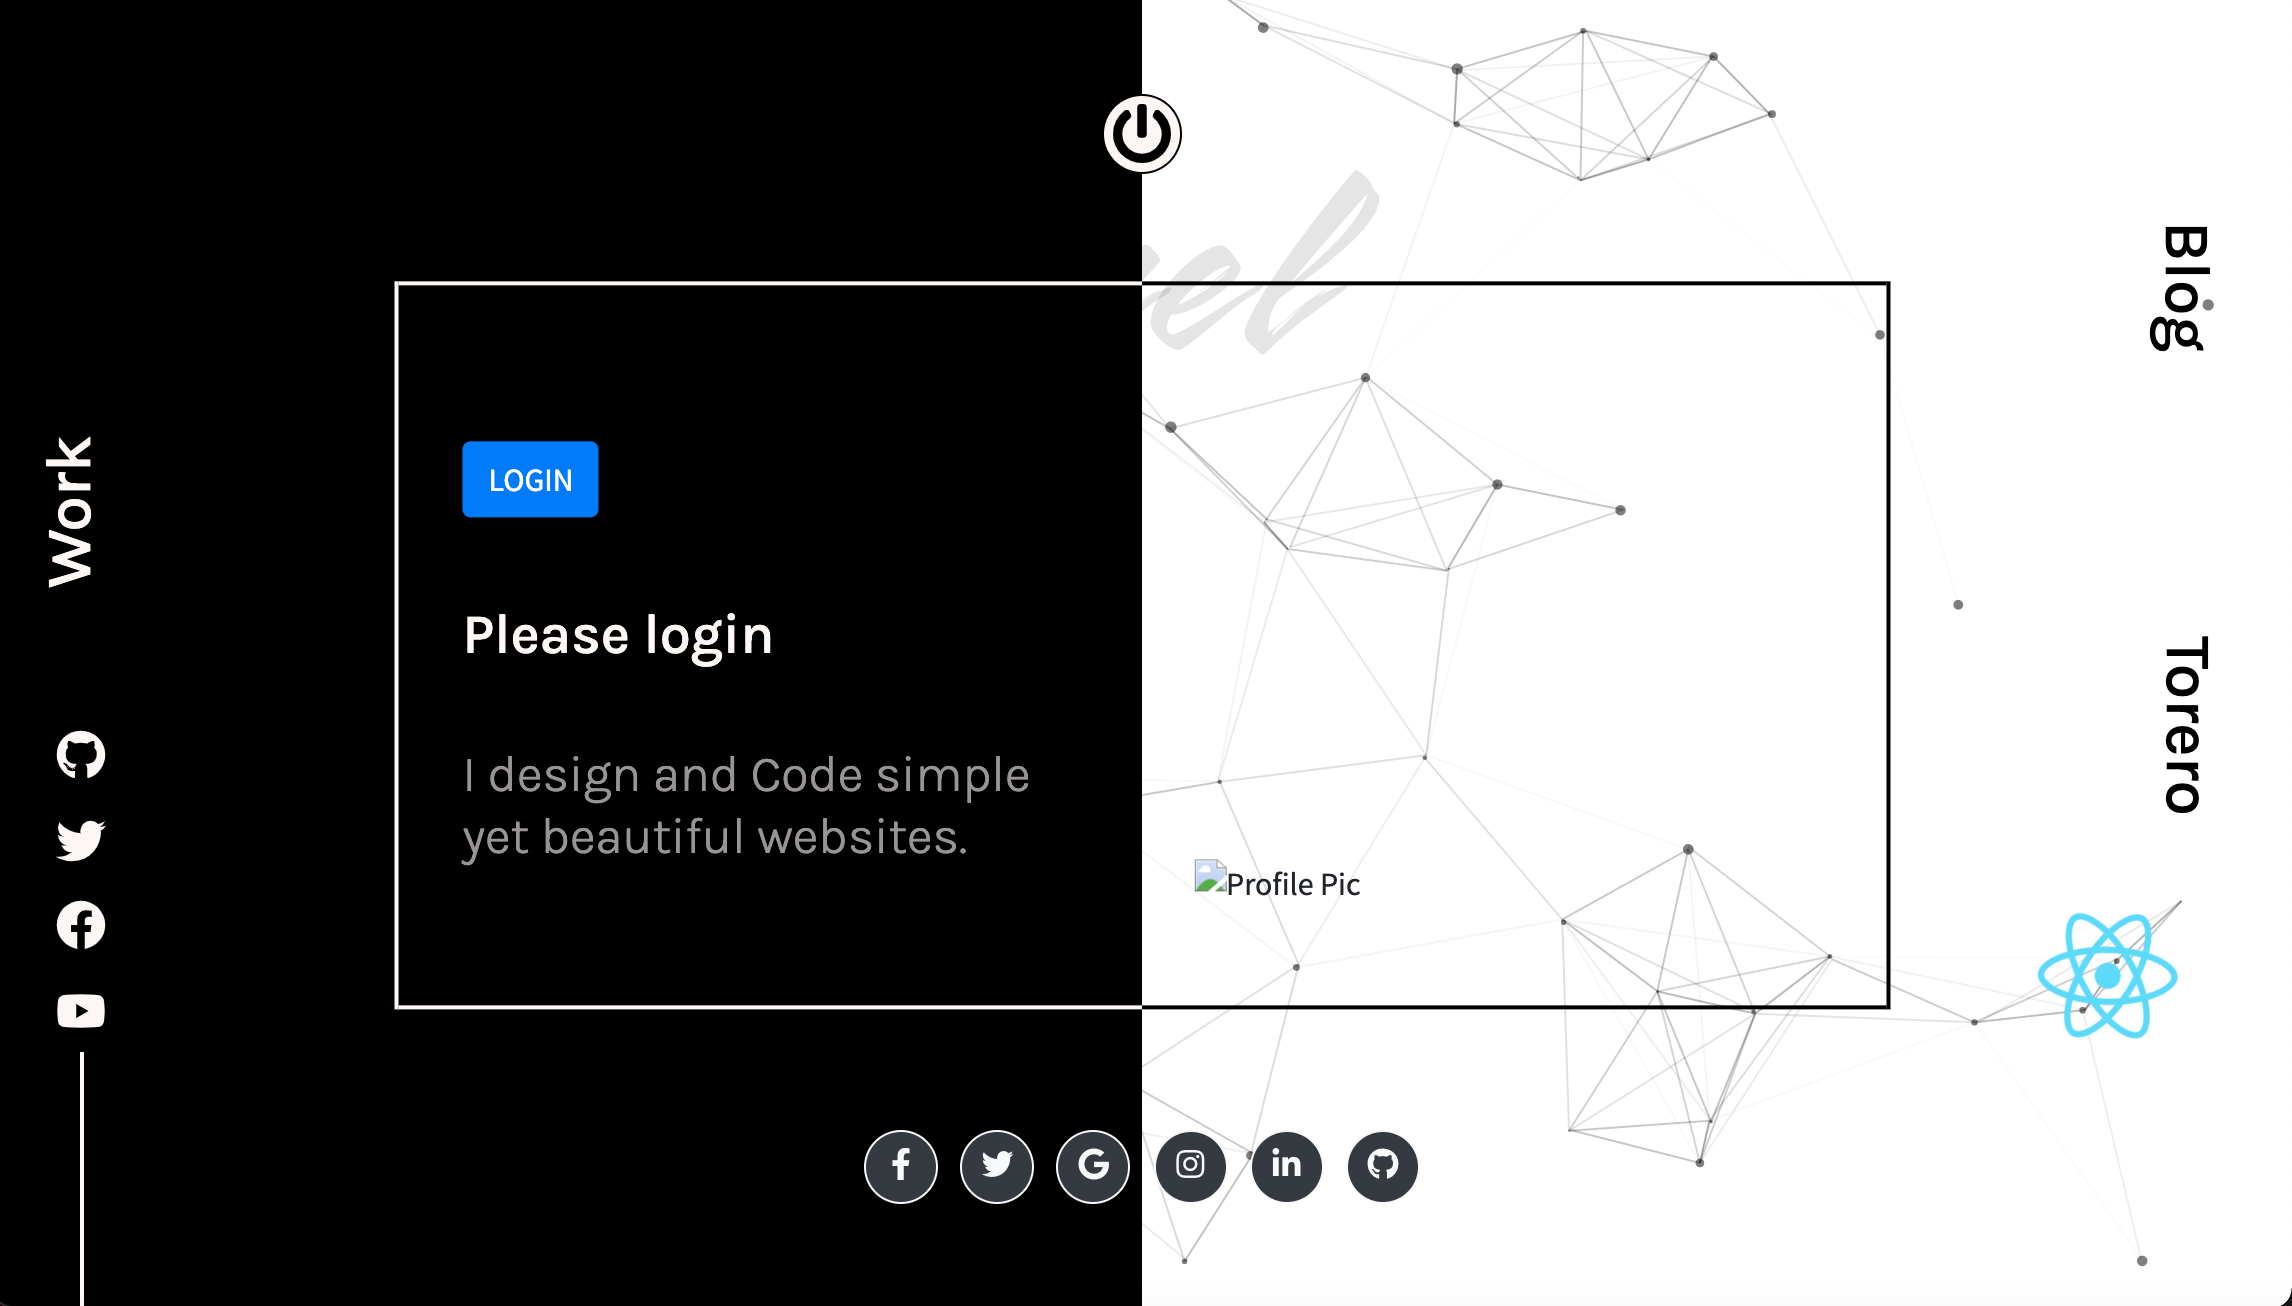 Blog
Work
LOGIN
Please login
Torero
I design and Code simple
yet beautiful websites.
Profile Pic